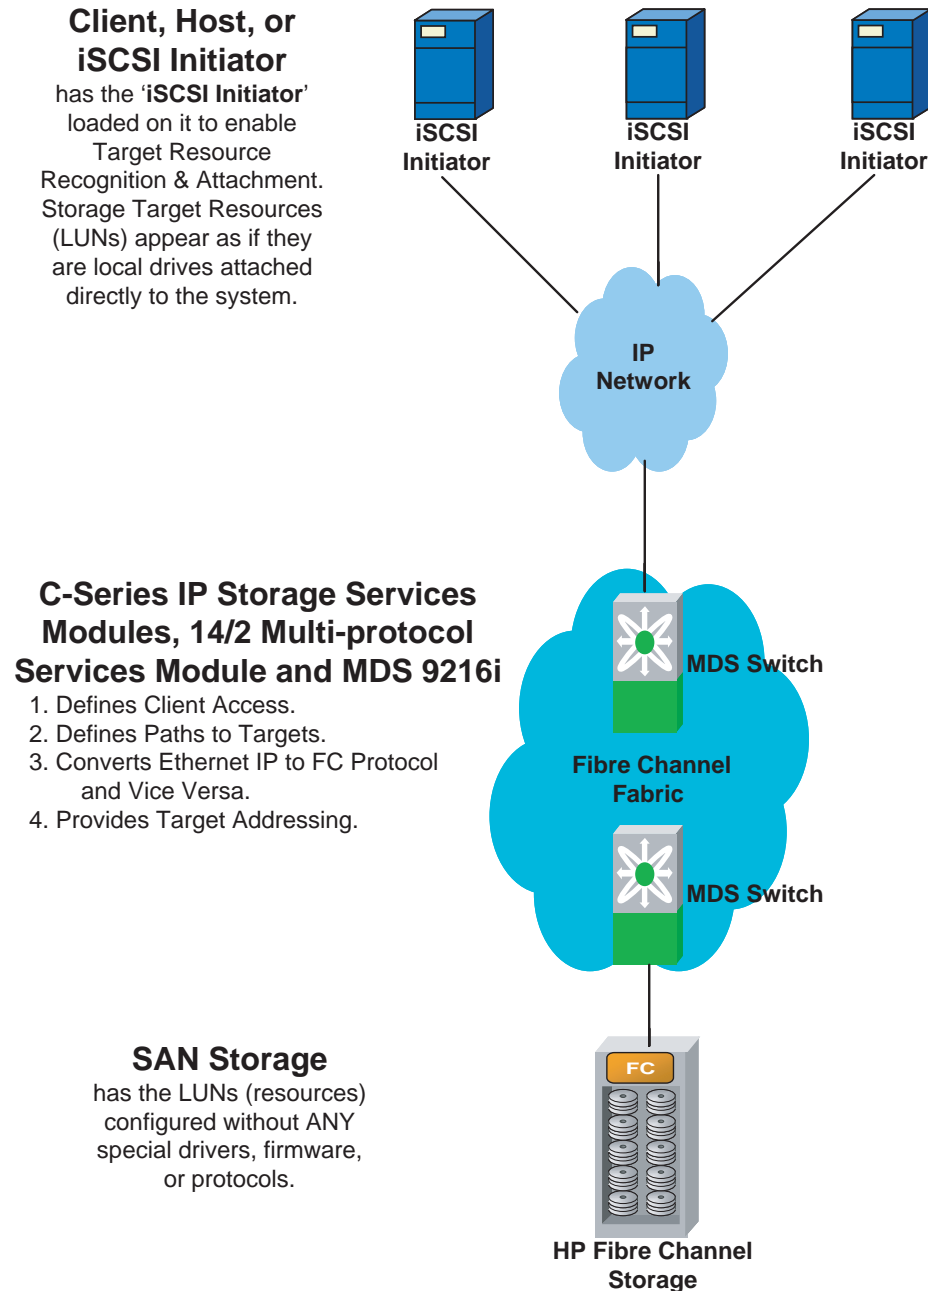 Client, Host, or
iSCSI Initiator
has the ‘iSCSI Initiator’
loaded on it to enable
Target Resource
Recognition & Attachment.
Storage Target Resources
(LUNs) appear as if they
are local drives attached
directly to the system.
iSCSI
Initiator
iSCSI
Initiator
iSCSI
Initiator
IP
Network
C-Series IP Storage Services
Modules, 14/2 Multi-protocol
Services Module and MDS 9216i
1. Defines Client Access.
2. Defines Paths to Targets.
3. Converts Ethernet IP to FC Protocol
and Vice Versa.
4. Provides Target Addressing.
MDS Switch
Fibre Channel
Fabric
MDS Switch
SAN Storage
has the LUNs (resources)
configured without ANY
special drivers, firmware,
or protocols.
FC
HP Fibre Channel
Storage